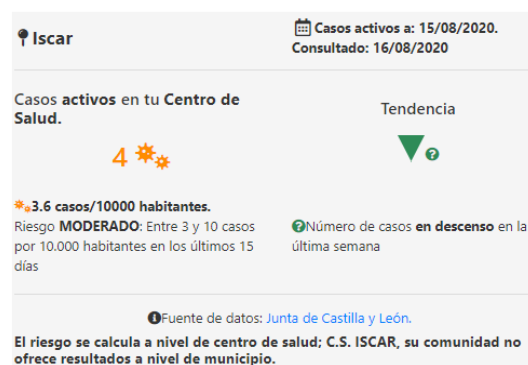 Iscar
Casos activos a: 15/08/2020.
Consultado: 16/08/2020
Casos activos en tu Centro de
Salud.
4
Tendencia
3.6 casos/10000 habitantes.
Riesgo MODERADO: Entre 3 y 10 casos
por 10.000 habitantes en los últimos 15
días
Número de casos en descenso en la
última semana
Fuente de datos: Junta de Castilla y León.
El riesgo se calcula a nivel de centro de salud; C.S. ISCAR, su comunidad no
ofrece resultados a nivel de municipio.